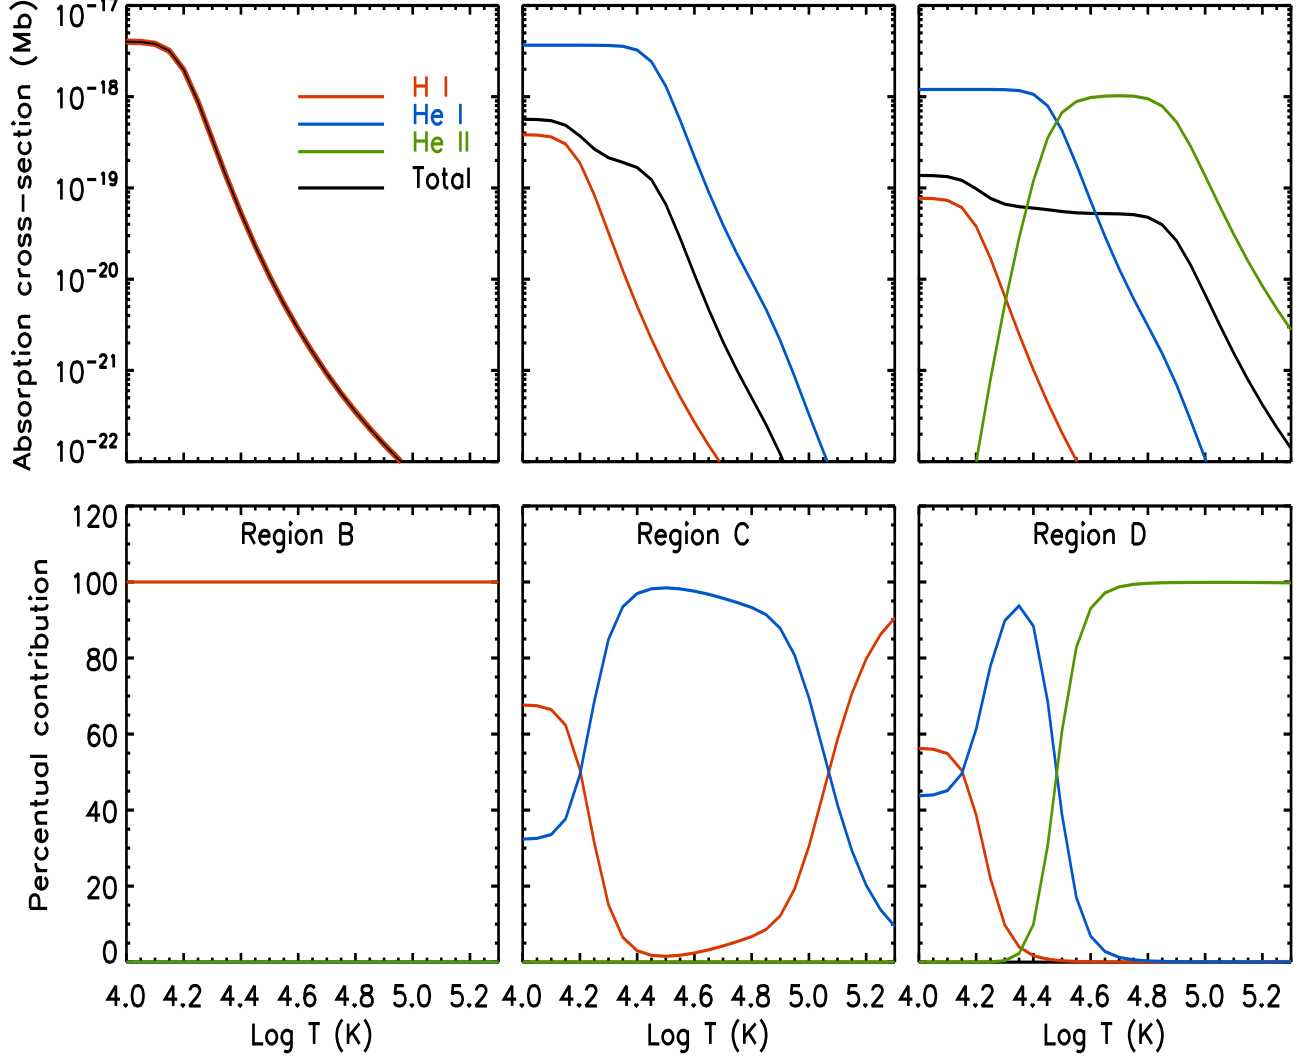 Absorption cross-section (Mb)
10-17
10-18
10-19
10-20
10-21
10-22
H I
He I
He II
Total
Percentual contribution
120
100
80
60
40
20
0
Region B
Region C
Region D
4.0 4.2 4.4 4.6 4.8 5.0 5.2
4.0 4.2 4.4 4.6 4.8 5.0 5.2
4.0 4.2 4.4 4.6 4.8 5.0 5.2
Log T (K)
Log T (K)
Log T (K)